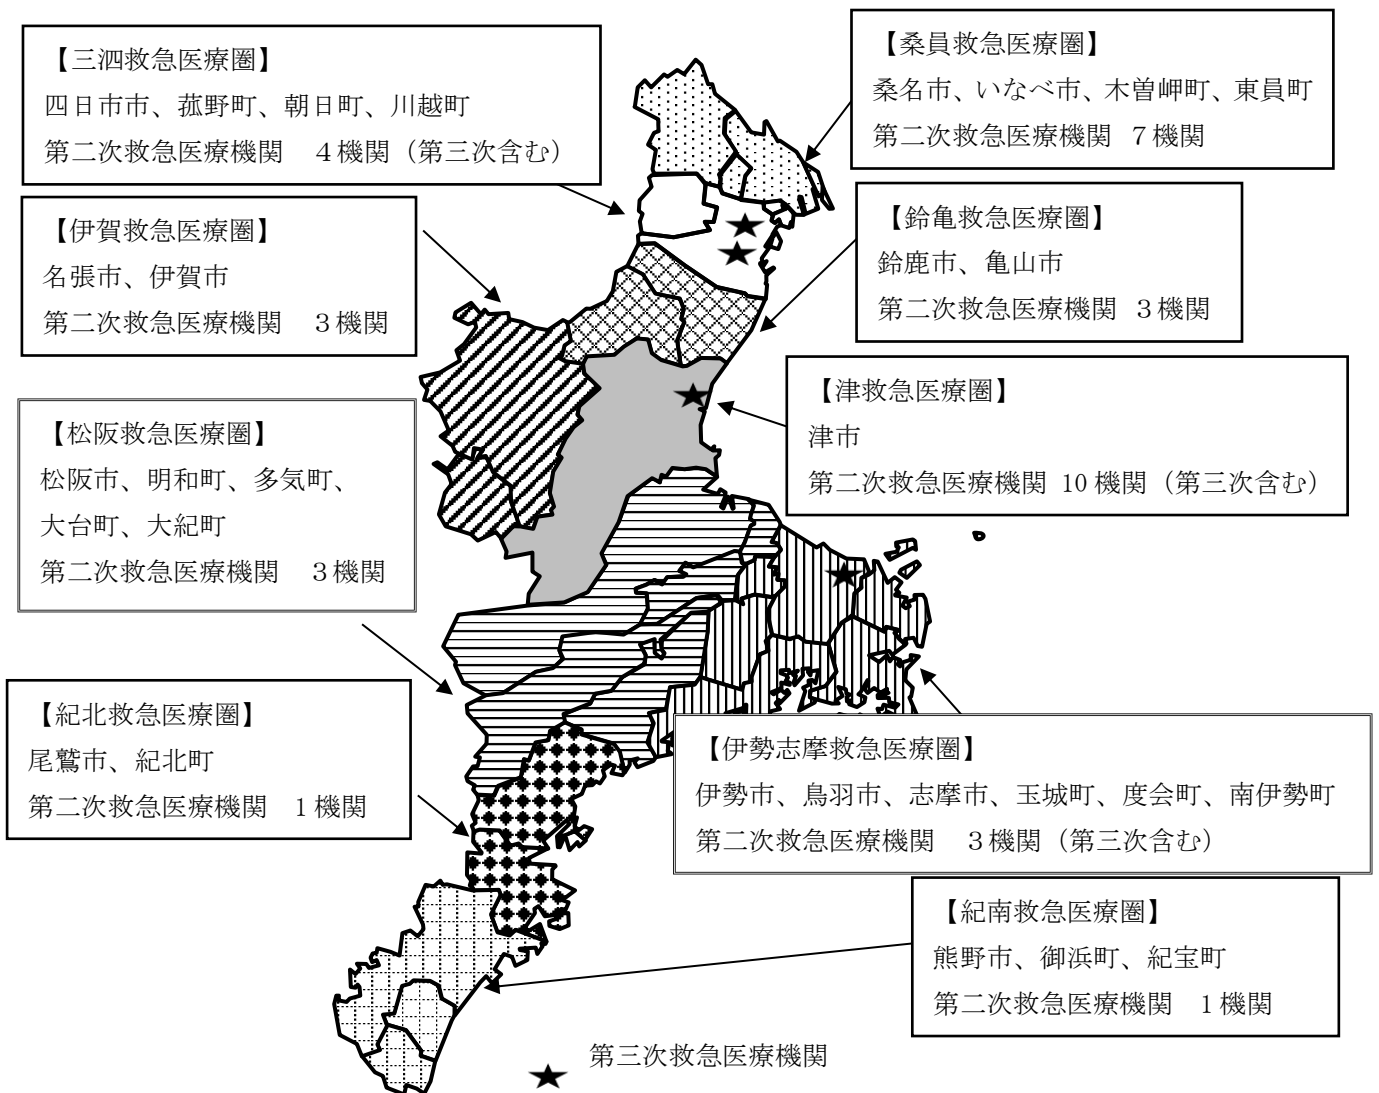 【三泗救急医療圏】
四日市市、菰野町、朝日町、川越町
第二次救急医療機関　４機関（第三次含む）
【桑員救急医療圏】
桑名市、いなべ市、木曽岬町、東員町
第二次救急医療機関 ７機関
【伊賀救急医療圏】
名張市、伊賀市
第二次救急医療機関　３機関
【鈴亀救急医療圏】
鈴鹿市、亀山市
第二次救急医療機関 ３機関
【津救急医療圏】
津市
第二次救急医療機関 10 機関（第三次含む）
【松阪救急医療圏】
松阪市、明和町、多気町、
大台町、大紀町
第二次救急医療機関　３機関
【紀北救急医療圏】
尾鷲市、紀北町
第二次救急医療機関　１機関
【伊勢志摩救急医療圏】
伊勢市、鳥羽市、志摩市、玉城町、度会町、南伊勢町
第二次救急医療機関　３機関（第三次含む）
【紀南救急医療圏】
熊野市、御浜町、紀宝町
第二次救急医療機関　１機関
第三次救急医療機関